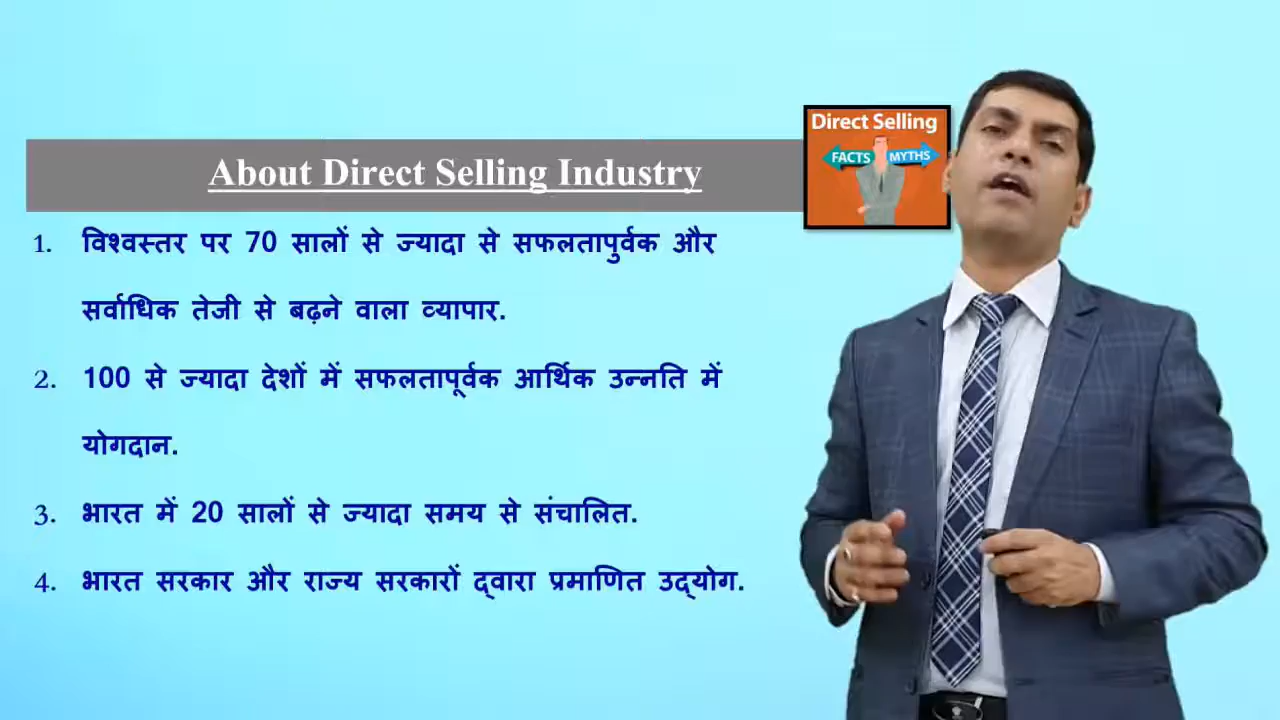 Direct Selling
FACTS MYTHS
About Direct Selling Industry
1. विश्वस्तर पर 70 सालों से ज्यादा से सफलतापुर्वक और
सर्वाधिक तेजी से बढ़ने वाला व्यापार.
2. 100 से ज्यादा देशों में सफलतापूर्वक आर्थिक उन्नति में
योगदान.
3. भारत में 20 सालों से ज्यादा समय से संचालित.
4. भारत सरकार और राज्य सरकारों द्वारा प्रमाणित उद्योग.